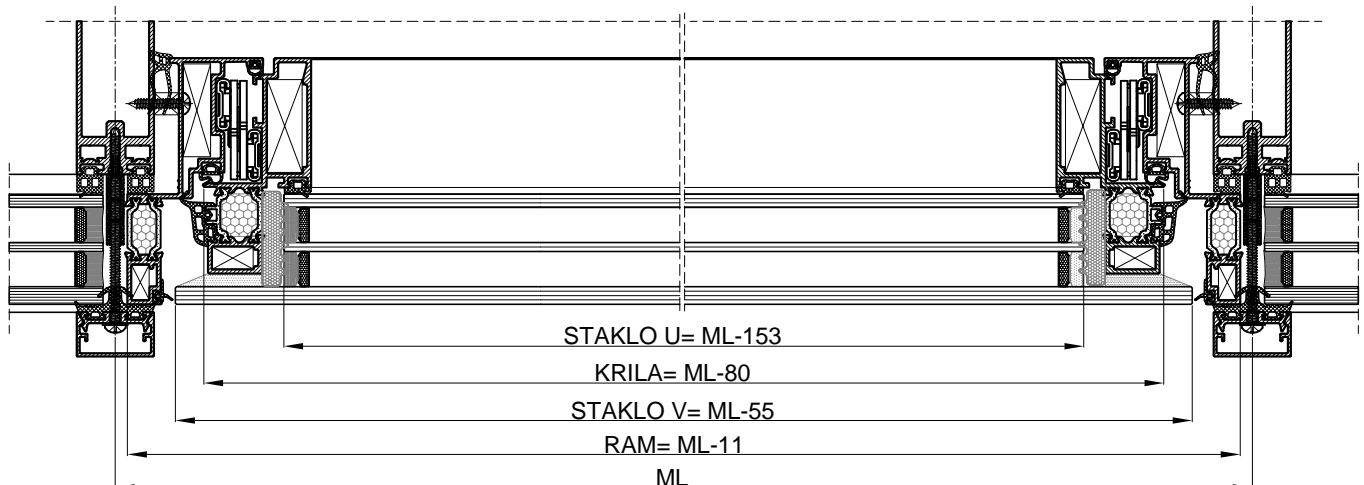 STAKLO U= ML-153
KRILA= ML-80
STAKLO V= ML-55
RAM= ML-11
ML